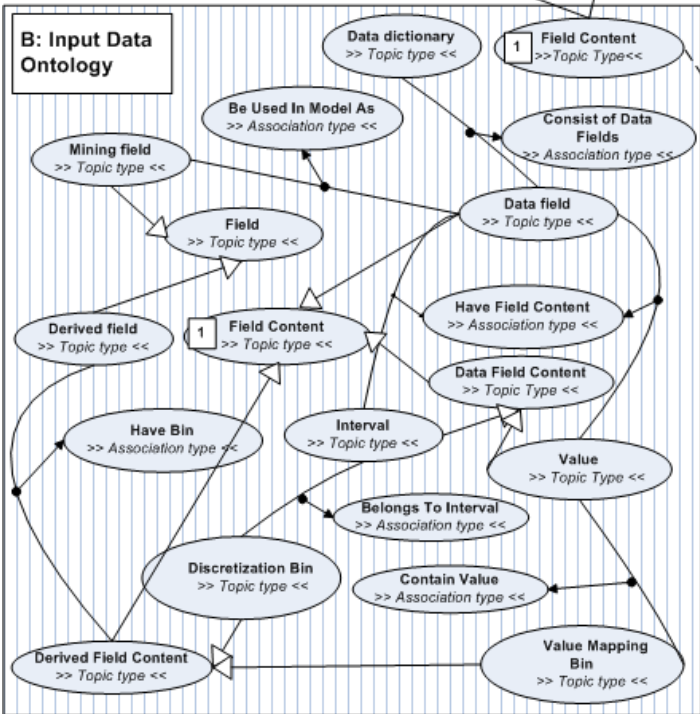 B: Input Data
Ontology
Data dictionary
>> Topic type <<
1
Field Content
>>Topic Type<<
Be Used In Model As
>> Association type <<
Consist of Data
Fields
>> Association type <<
Mining field
>> Topic type <<
Data field
>> Topic type <<
Field
>> Topic type <<
Have Field Content
>> Association type <<
Derived field
>> Topic type <<
1
Field Content
>> Topic type <<
Data Field Content
>> Topic Type <<
Have Bin
>> Association type <<
Interval
>> Topic type <<
Value
>> Topic Type <<
Belongs To Interval
>> Association type <<
Discretization Bin
>> Topic type <<
Contain Value
>> Association type <<
Derived Field Content
>> Topic type <<
Value Mapping
Bin
>> Topic type <<